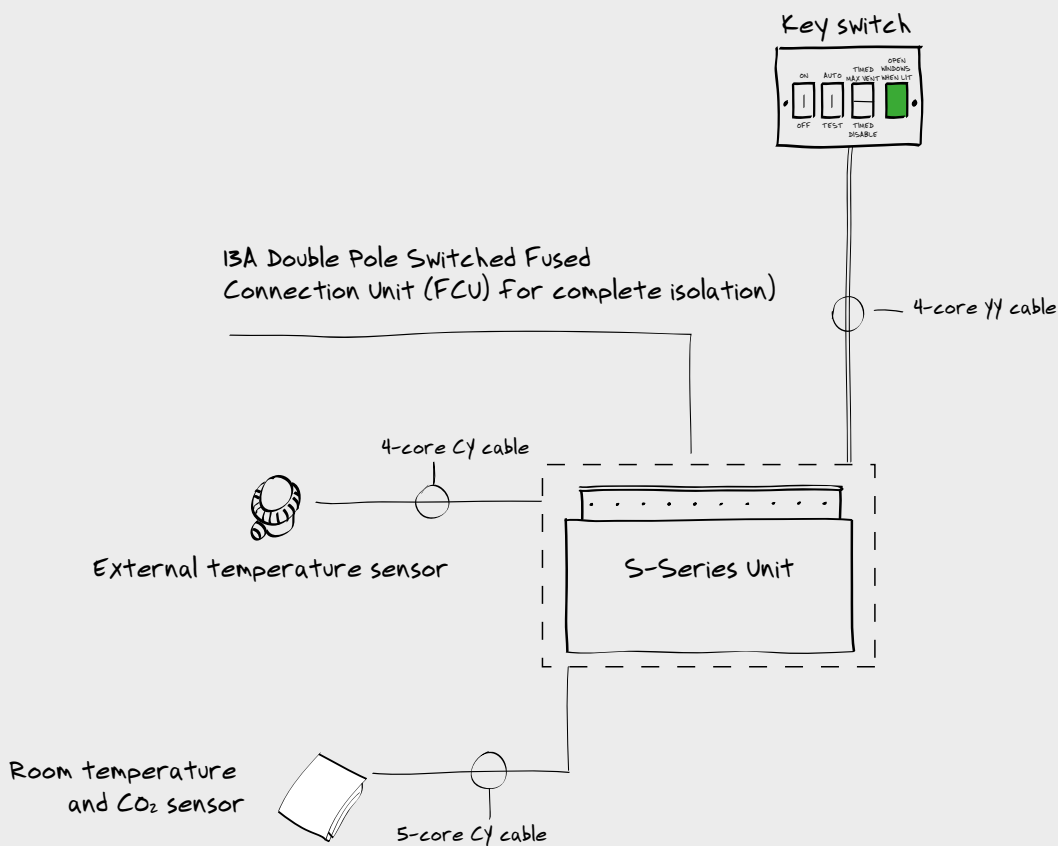 Key switch
OPEN
WINDOWS
WHEN LIT
TIMED
MAX VENT
ON
AUTO
OFF
TEST
TIMED
DISABLE
13A Double Pole Switched Fused
Connection Unit (FCU) for complete isolation)
4-core YY cable
4-core CY cable
External temperature sensor
S-Series Unit
Room temperature
and CO₂ sensor
5-core CY cable